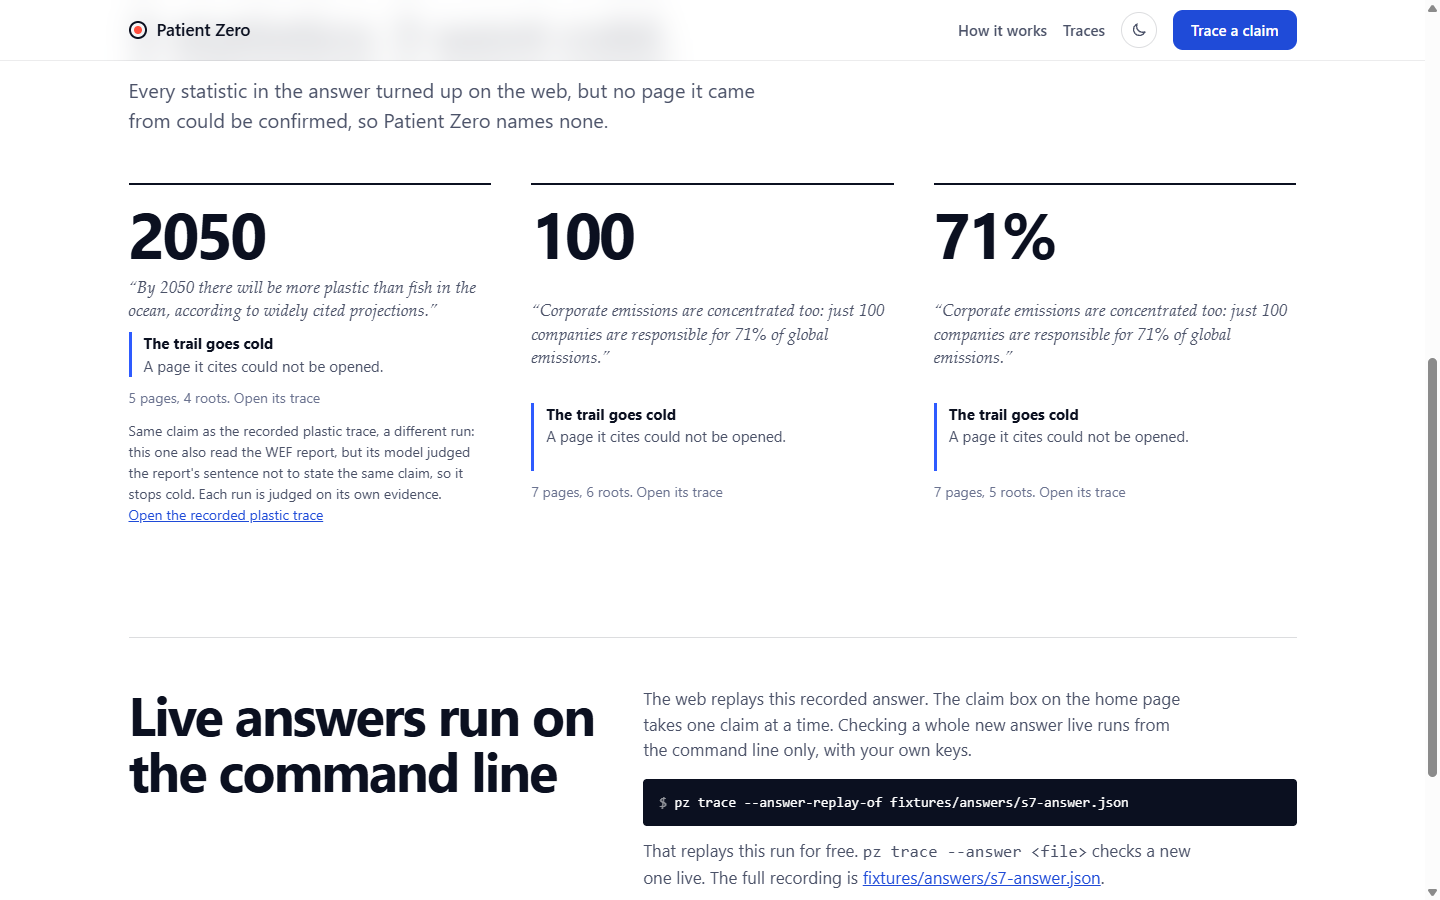 Patient Zero
How it works
Traces
Trace a claim
Every statistic in the answer turned up on the web, but no page it came
from could be confirmed, so Patient Zero names none.
2050
“By 2050 there will be more plastic than fish in the
ocean, according to widely cited projections.”
The trail goes cold
A page it cites could not be opened.
5 pages, 4 roots. Open its trace
Same claim as the recorded plastic trace, a different run:
this one also read the WEF report, but its model judged
the report's sentence not to state the same claim, so it
stops cold. Each run is judged on its own evidence.
Open the recorded plastic trace
100
“Corporate emissions are concentrated too: just 100
companies are responsible for 71% of global
emissions.”
The trail goes cold
A page it cites could not be opened.
7 pages, 6 roots. Open its trace
71%
“Corporate emissions are concentrated too: just 100
companies are responsible for 71% of global
emissions.”
The trail goes cold
A page it cites could not be opened.
7 pages, 5 roots. Open its trace
Live answers run on
the command line
The web replays this recorded answer. The claim box on the home page
takes one claim at a time. Checking a whole new answer live runs from
the command line only, with your own keys.
$ pz trace --answer-replay-of fixtures/answers/s7-answer.json
That replays this run for free. pz trace --answer <file> checks a new
one live. The full recording is fixtures/answers/s7-answer.json.